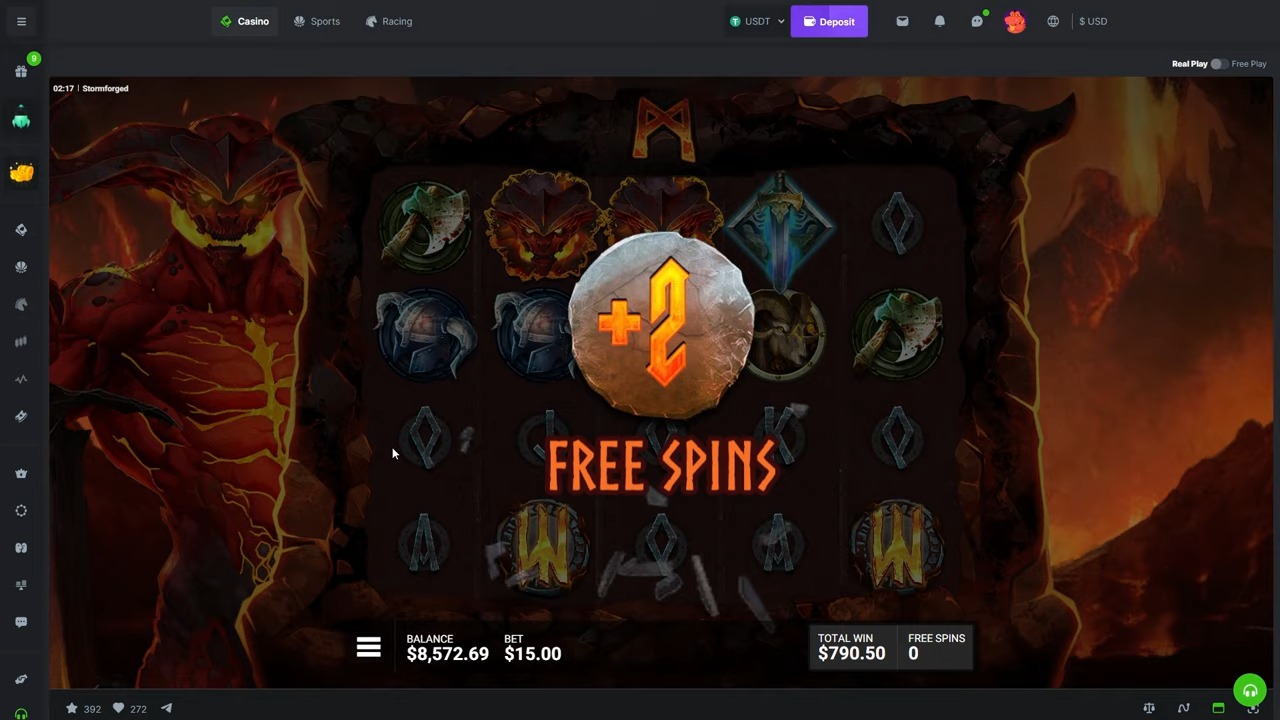 Casino Sports Racing USDT Deposit $ USD
9
Real Play Free Play
02:17 | Stormforged
+2
FREE SPINS
K
J
A A
W W
BALANCE BET TOTAL WIN FREE SPINS
$8,572.69 $15.00 $790.50 0
392 272